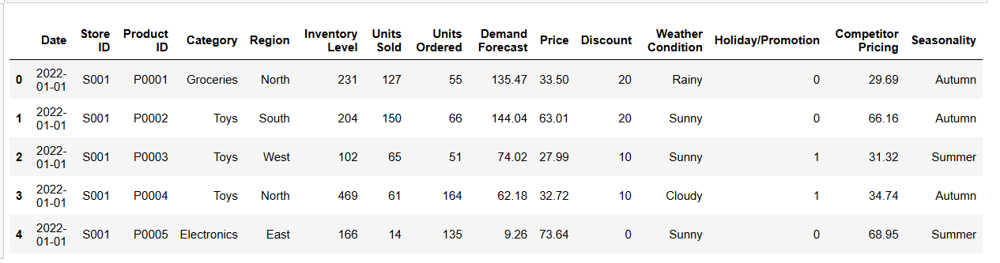 Date Store ID Product ID Category Region Inventory Level Units Sold Units Ordered Demand Forecast Price Discount Weather Condition Holiday/Promotion Competitor Pricing Seasonality
0 2022-01-01 S001 P0001 Groceries North 231 127 55 135.47 33.50 20 Rainy 0 29.69 Autumn
1 2022-01-01 S001 P0002 Toys South 204 150 66 144.04 63.01 20 Sunny 0 66.16 Autumn
2 2022-01-01 S001 P0003 Toys West 102 65 51 74.02 27.99 10 Sunny 1 31.32 Summer
3 2022-01-01 S001 P0004 Toys North 469 61 164 62.18 32.72 10 Cloudy 1 34.74 Autumn
4 2022-01-01 S001 P0005 Electronics East 166 14 135 9.26 73.64 0 Sunny 0 68.95 Summer